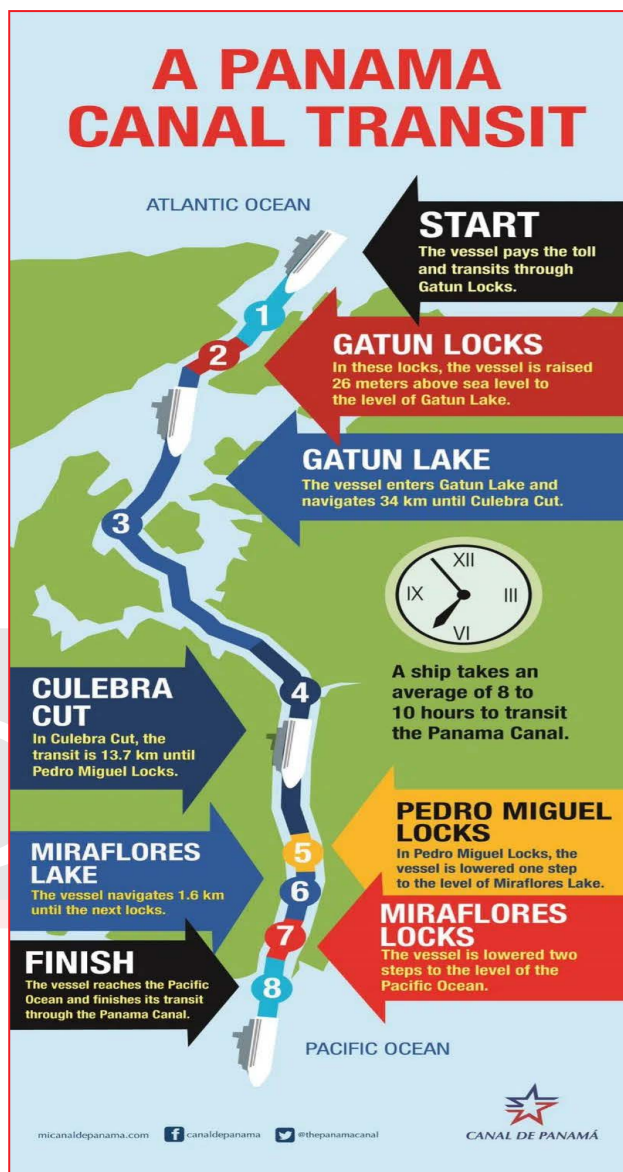 A PANAMA
CANAL TRANSIT
ATLANTIC OCEAN
START
The vessel pays the toll
and transits through
Gatun Locks.
1
2
GATUN LOCKS
In these locks, the vessel is raised
26 meters above sea level to
the level of Gatun Lake.
GATUN LAKE
The vessel enters Gatun Lake and
navigates 34 km until Culebra Cut.
3
XII
IX
III
VI
A ship takes an
average of 8 to
10 hours to transit
the Panama Canal.
4
CULEBRA
CUT
In Culebra Cut, the
transit is 13.7 km until
Pedro Miguel Locks.
PEDRO MIGUEL
LOCKS
In Pedro Miguel Locks, the
vessel is lowered one step
to the level of Miraflores Lake.
5
MIRAFLORES
LAKE
The vessel navigates 1.6 km
until the next locks.
6
7
MIRAFLORES
LOCKS
The vessel is lowered two
steps to the level of the
Pacific Ocean.
FINISH
The vessel reaches the Pacific
Ocean and finishes its transit
through the Panama Canal.
8
PACIFIC OCEAN
micanaldepanama.com f canaldepanama @thepanamacanal
CANAL DE PANAMÁ